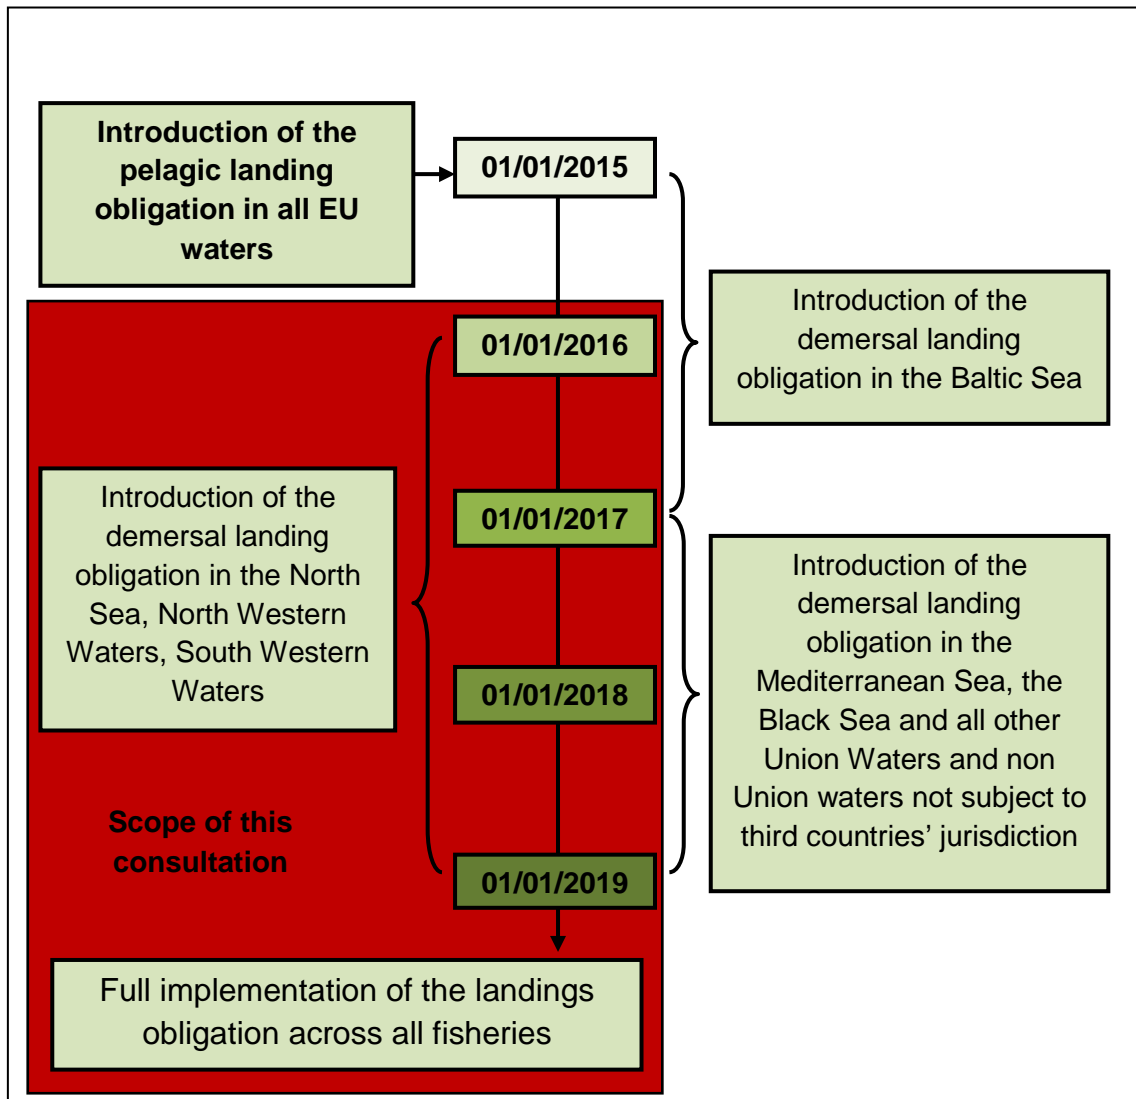 Introduction of the
pelagic landing
obligation in all EU
waters
01/01/2015
01/01/2016
Introduction of the
demersal landing
obligation in the Baltic Sea
Introduction of the
demersal landing
obligation in the North
Sea, North Western
Waters, South Western
Waters
01/01/2017
01/01/2018
Introduction of the
demersal landing
obligation in the
Mediterranean Sea, the
Black Sea and all other
Union Waters and non
Union waters not subject to
third countries’ jurisdiction
Scope of this
consultation
01/01/2019
Full implementation of the landings
obligation across all fisheries